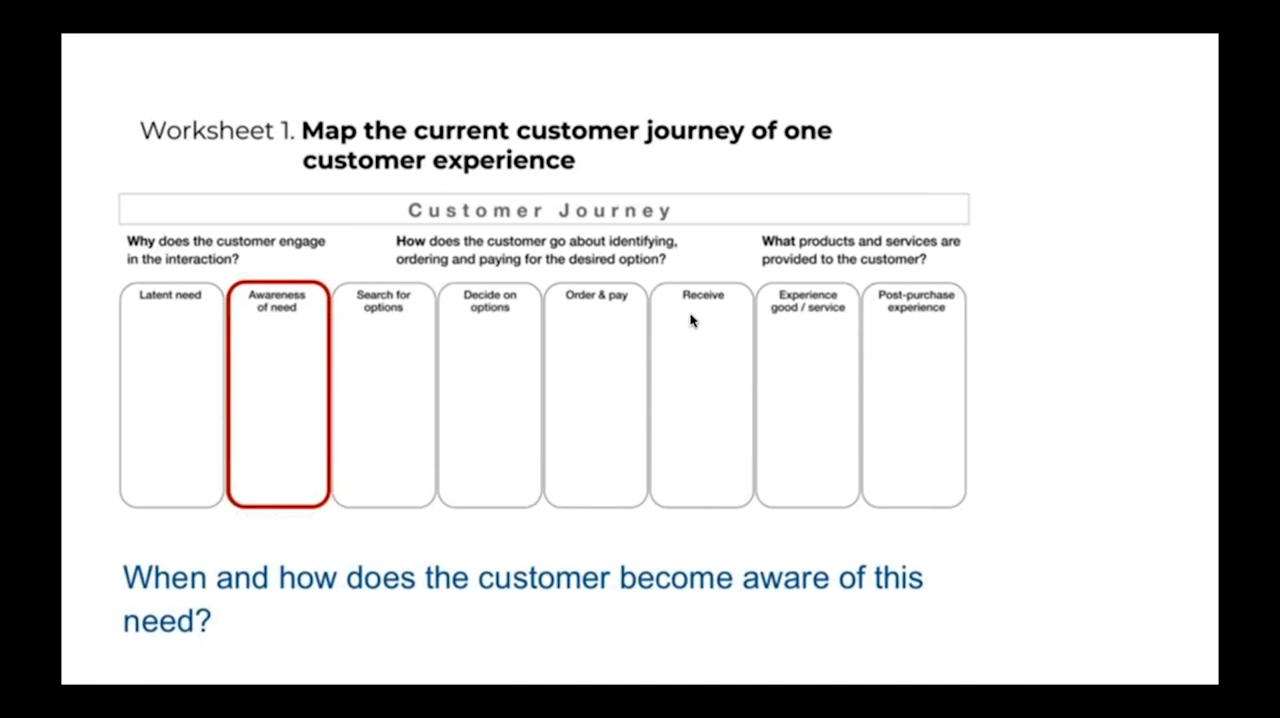 Worksheet 1. Map the current customer journey of one
customer experience
Customer Journey
Why does the customer engage
in the interaction?
How does the customer go about identifying,
ordering and paying for the desired option?
What products and services are
provided to the customer?
Latent need
Awareness
of need
Search for
options
Decide on
options
Order & pay
Receive
Experience
good / service
Post-purchase
experience
When and how does the customer become aware of this
need?